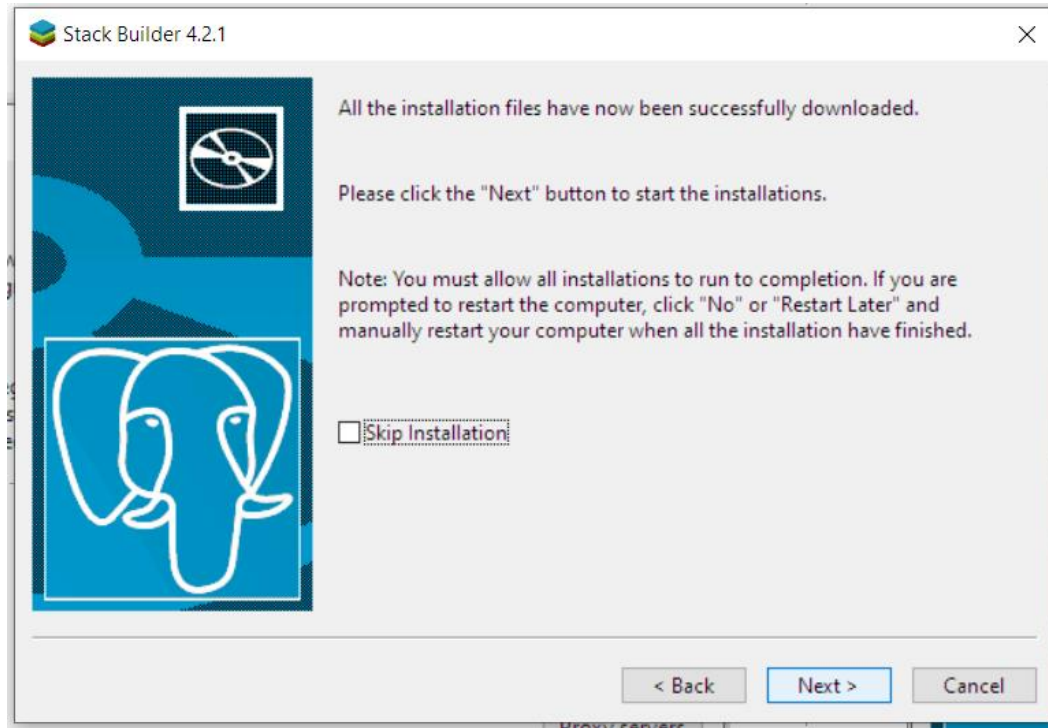 Stack Builder 4.2.1
All the installation files have now been successfully downloaded.
Please click the "Next" button to start the installations.
Note: You must allow all installations to run to completion. If you are
prompted to restart the computer, click "No" or "Restart Later" and
manually restart your computer when all the installation have finished.
Skip Installation
< Back
Next >
Cancel
Proxy servers